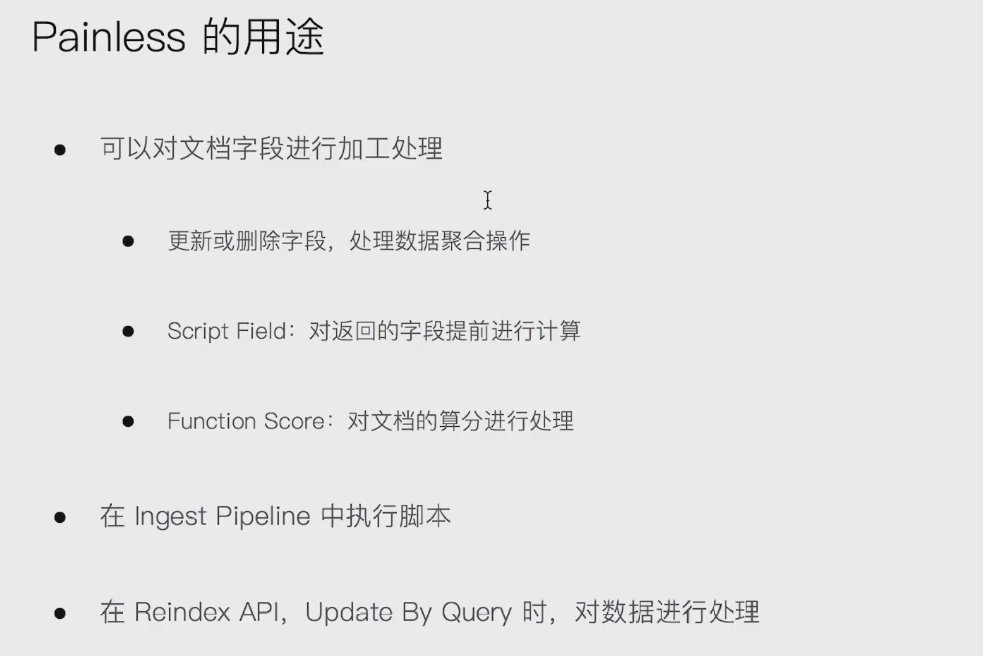 Painless 的用途
可以对文档字段进行加工处理
更新或删除字段，处理数据聚合操作
Script Field：对返回的字段提前进行计算
Function Score：对文档的算分进行处理
在 Ingest Pipeline 中执行脚本
在 Reindex API，Update By Query 时，对数据进行处理